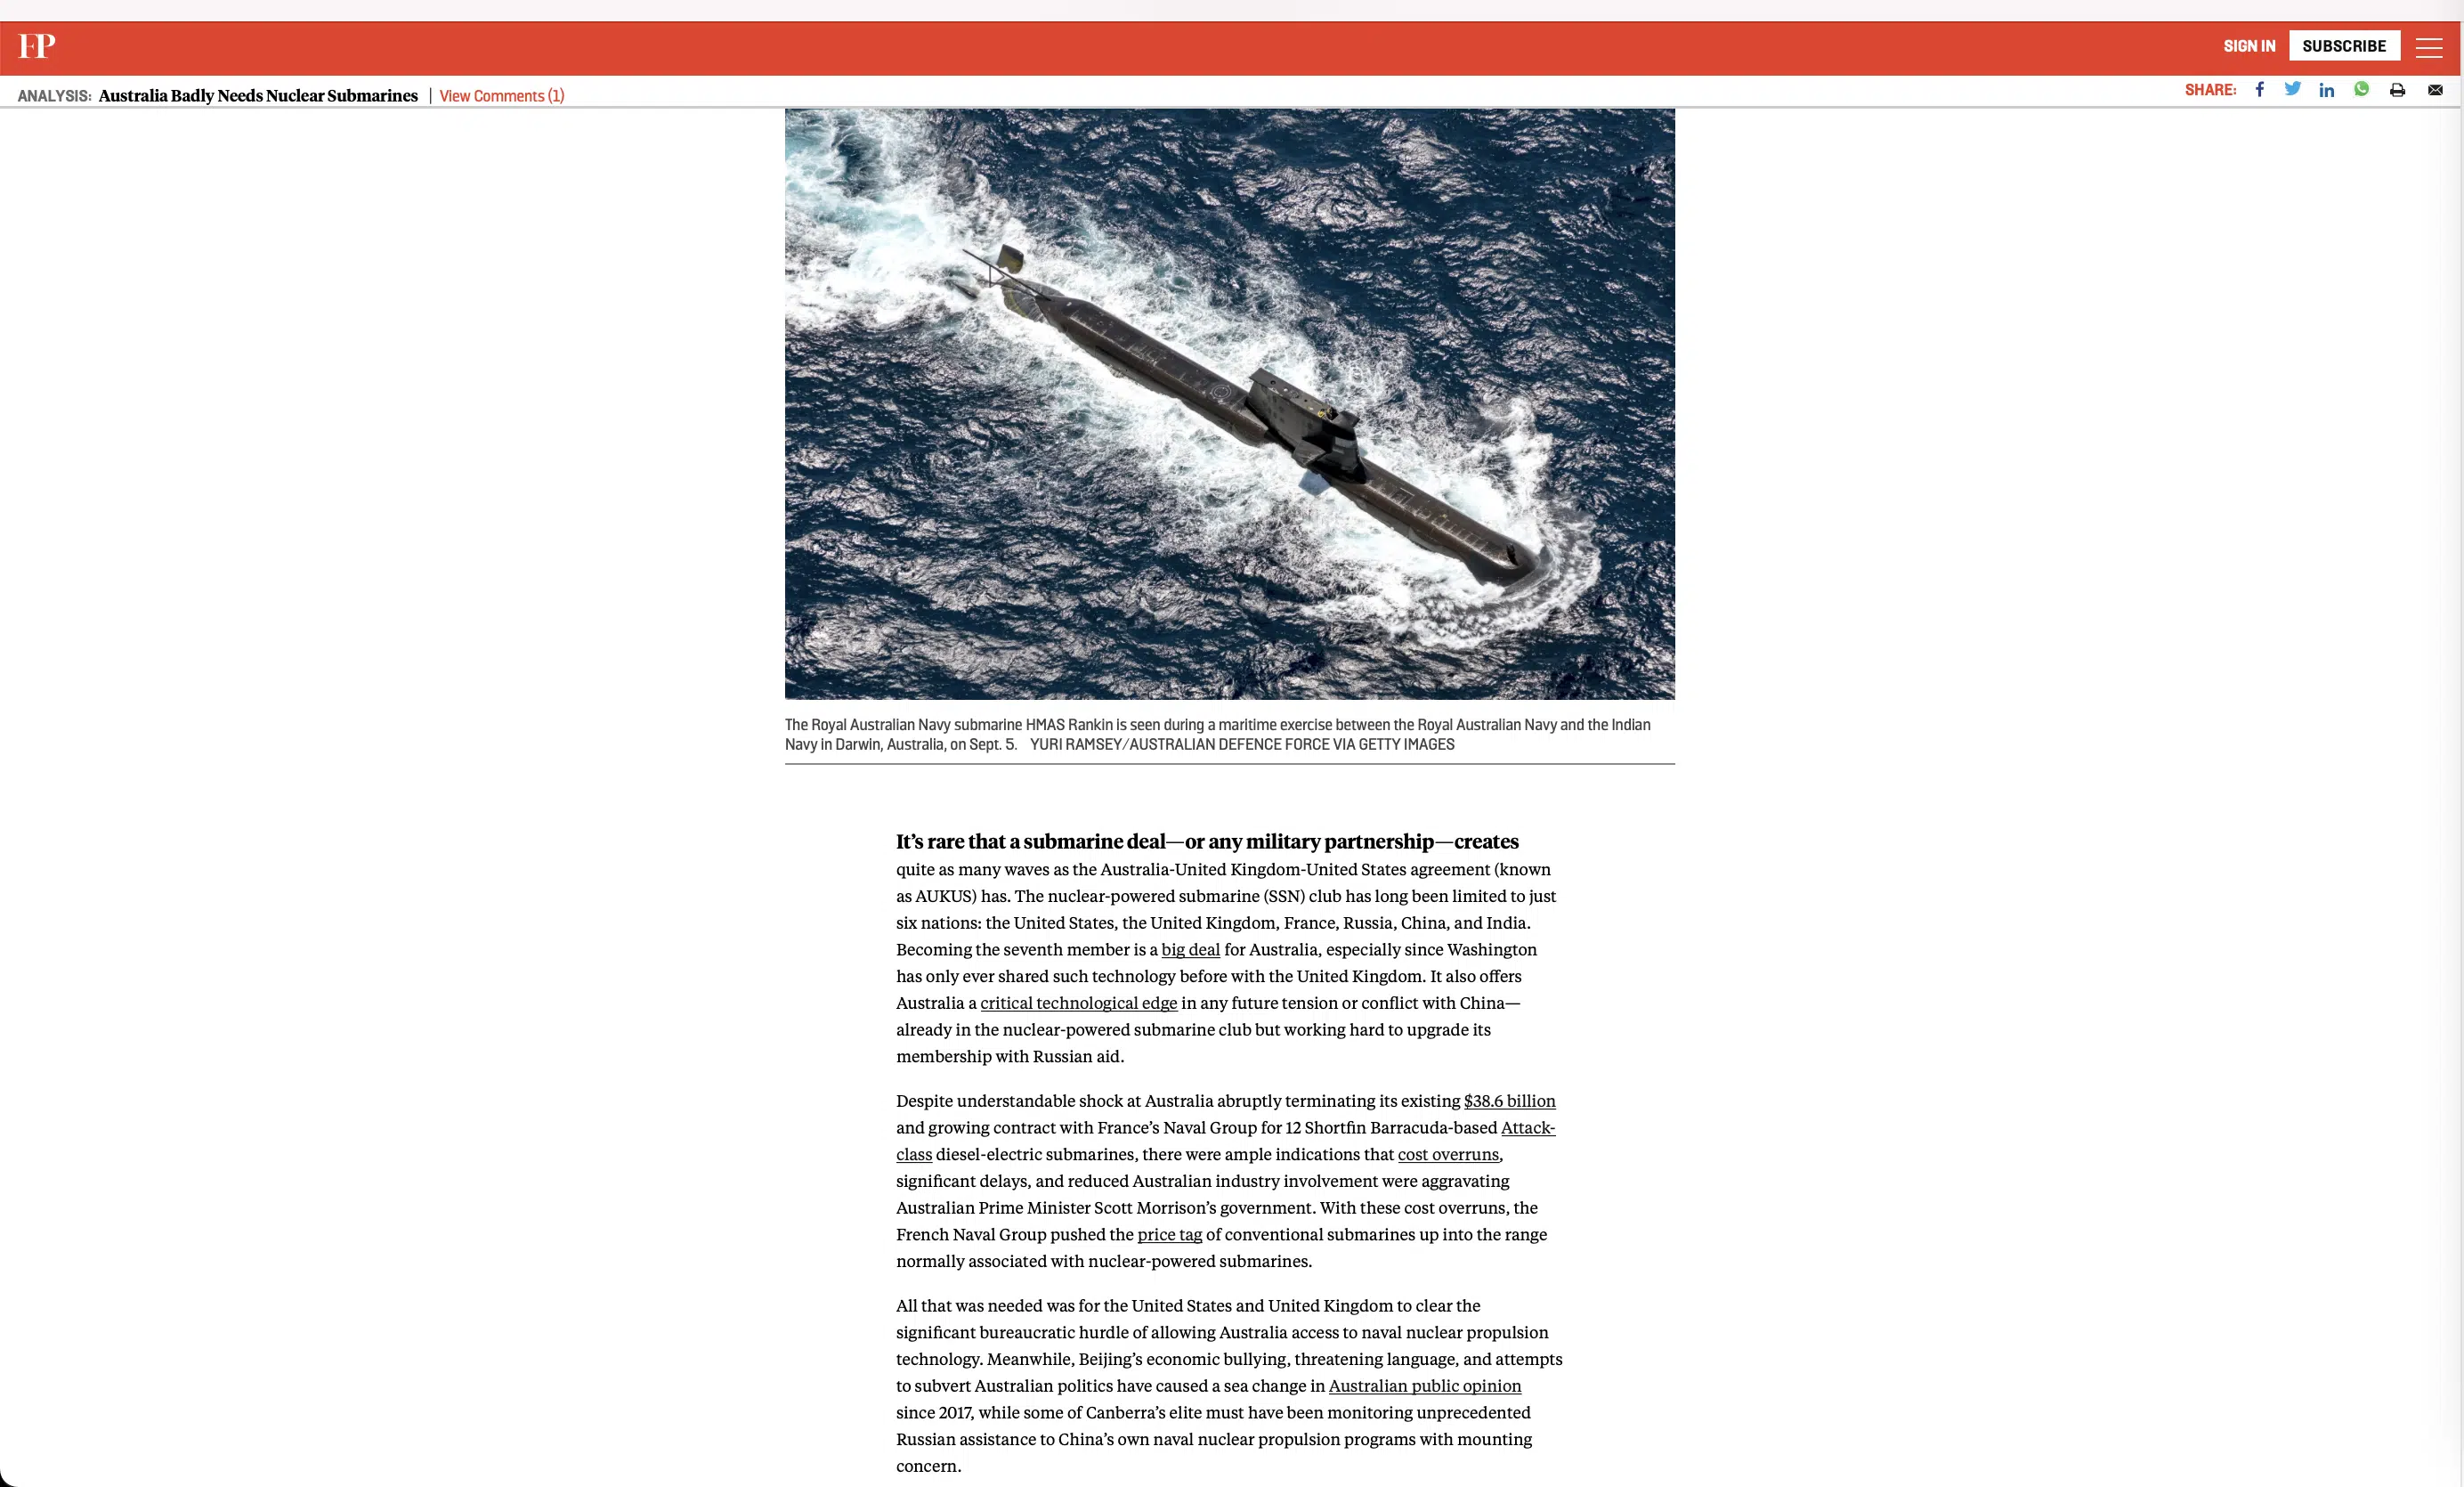 FP
SIGN IN
SUBSCRIBE
ANALYSIS: Australia Badly Needs Nuclear Submarines | View Comments (1)
SHARE:
The Royal Australian Navy submarine HMAS Rankin is seen during a maritime exercise between the Royal Australian Navy and the Indian
Navy in Darwin, Australia, on Sept. 5. YURI RAMSEY/AUSTRALIAN DEFENCE FORCE VIA GETTY IMAGES
It’s rare that a submarine deal—or any military partnership—creates
quite as many waves as the Australia-United Kingdom-United States agreement (known
as AUKUS) has. The nuclear-powered submarine (SSN) club has long been limited to just
six nations: the United States, the United Kingdom, France, Russia, China, and India.
Becoming the seventh member is a big deal for Australia, especially since Washington
has only ever shared such technology before with the United Kingdom. It also offers
Australia a critical technological edge in any future tension or conflict with China—
already in the nuclear-powered submarine club but working hard to upgrade its
membership with Russian aid.
Despite understandable shock at Australia abruptly terminating its existing $38.6 billion
and growing contract with France’s Naval Group for 12 Shortfin Barracuda-based Attack-
class diesel-electric submarines, there were ample indications that cost overruns,
significant delays, and reduced Australian industry involvement were aggravating
Australian Prime Minister Scott Morrison’s government. With these cost overruns, the
French Naval Group pushed the price tag of conventional submarines up into the range
normally associated with nuclear-powered submarines.
All that was needed was for the United States and United Kingdom to clear the
significant bureaucratic hurdle of allowing Australia access to naval nuclear propulsion
technology. Meanwhile, Beijing’s economic bullying, threatening language, and attempts
to subvert Australian politics have caused a sea change in Australian public opinion
since 2017, while some of Canberra’s elite must have been monitoring unprecedented
Russian assistance to China’s own naval nuclear propulsion programs with mounting
concern.